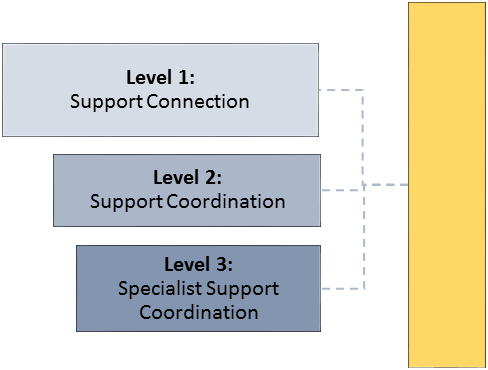 Level 1:
Support Connection
Level 2:
Support Coordination
Level 3:
Specialist Support
Coordination